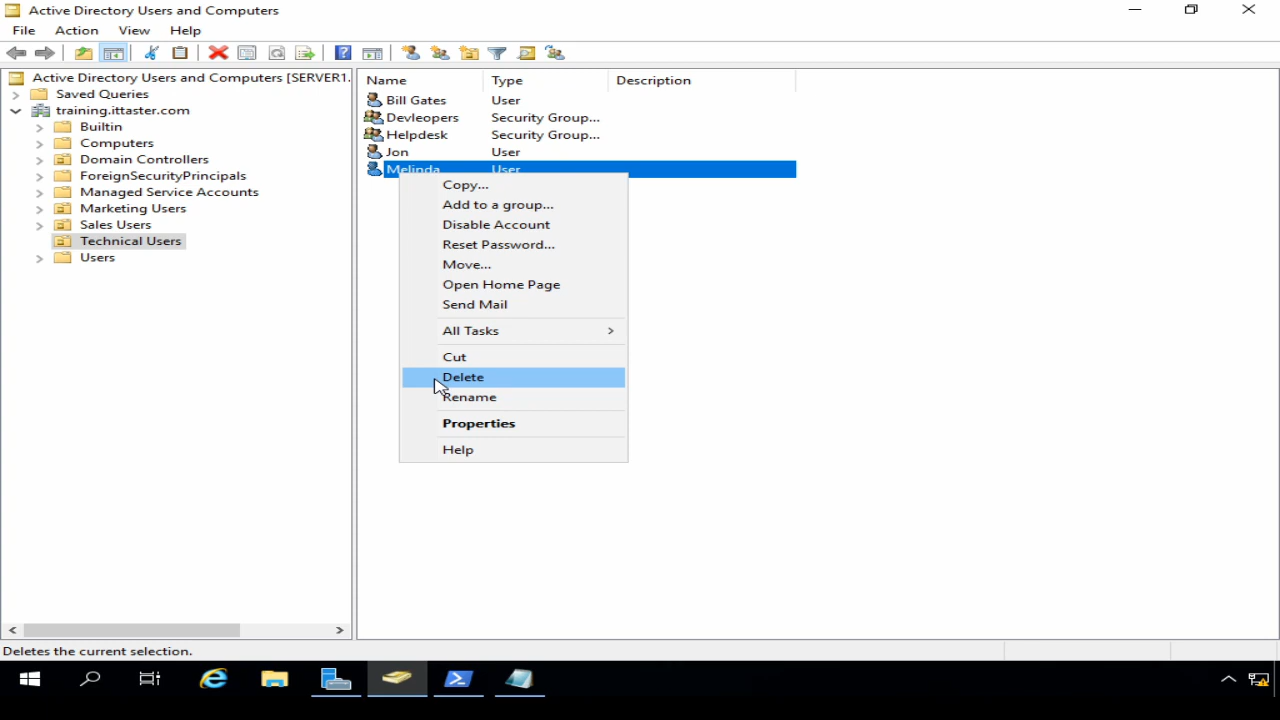 Active Directory Users and Computers
File Action View Help
Active Directory Users and Computers [SERVER1.
Saved Queries
training.ittaster.com
Builtin
Computers
Domain Controllers
ForeignSecurityPrincipals
Managed Service Accounts
Marketing Users
Sales Users
Technical Users
Users
Name Type Description
Bill Gates User
Devleopers Security Group...
Helpdesk Security Group...
Jon User
Melinda User
Copy...
Add to a group...
Disable Account
Reset Password...
Move...
Open Home Page
Send Mail
All Tasks
Cut
Delete
Rename
Properties
Help
Deletes the current selection.